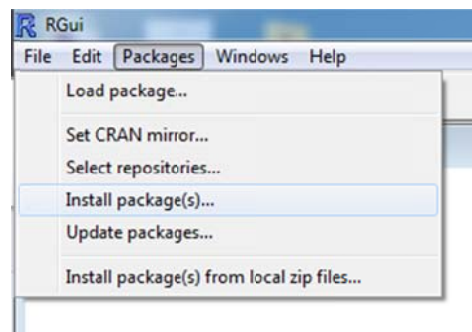 RGui
File Edit Packages Windows Help
Load package...
Set CRAN mirror...
Select repositories...
Install package(s)...
Update packages...
Install package(s) from local zip files...